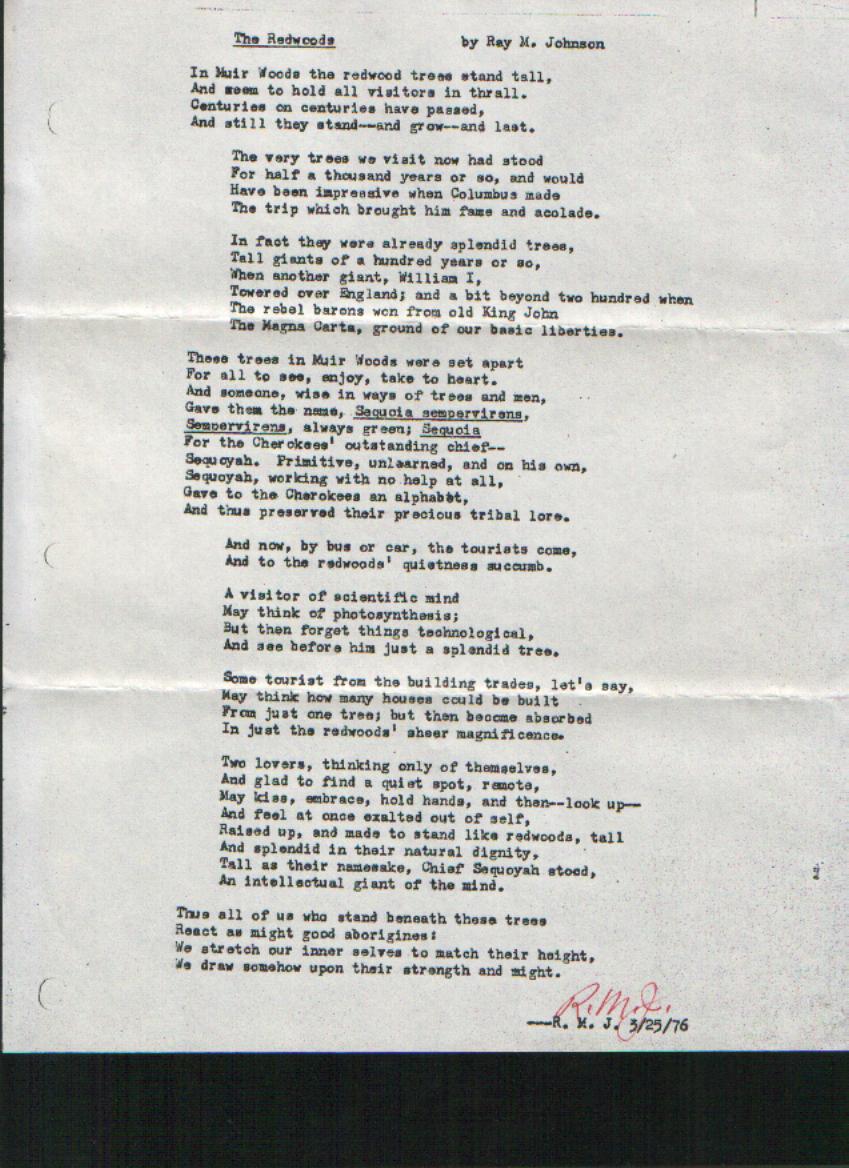 The Redwoods by Ray M. Johnson
In Muir Woods the redwood trees stand tall,
And seem to hold all visitors in thrall.
Centuries on centuries have passed,
And still they stand--and grow--and last.
The very trees we visit now had stood
For half a thousand years or so, and would
Have been impressive when Columbus made
The trip which brought him fame and acolade.
In fact they were already splendid trees,
Tall giants of a hundred years or so,
When another giant, William I,
Towered over England; and a bit beyond two hundred when
The rebel barons won from old King John
The Magna Carta, ground of our basic liberties.
These trees in Muir Woods were set apart
For all to see, enjoy, take to heart.
And someone, wise in ways of trees and men,
Gave them the name, Sequoia sempervirens,
Sempervirens, always green; Sequoia
For the Cherokees' outstanding chief--
Sequoyah. Primitive, unlearned, and on his own,
Sequoyah, working with no help at all,
Gave to the Cherokees an alphabet,
And thus preserved their precious tribal lore.
And now, by bus or car, the tourists come,
And to the redwoods' quietness succumb.
A visitor of scientific mind
May think of photosynthesis;
But then forget things technological,
And see before him just a splendid tree.
Some tourist from the building trades, let's say,
May think how many houses could be built
From just one tree; but then become absorbed
In just the redwoods' sheer magnificence.
Two lovers, thinking only of themselves,
And glad to find a quiet spot, remote,
May kiss, embrace, hold hands, and then--look up--
And feel at once exalted out of self,
Raised up, and made to stand like redwoods, tall
And splendid in their natural dignity,
Tall as their namesake, Chief Sequoyah stood,
An intellectual giant of the mind.
Thus all of us who stand beneath these trees
React as might good aborigines:
We stretch our inner selves to match their height,
We draw somehow upon their strength and might.
R.M.J.
---R. M. J. 3/25/76